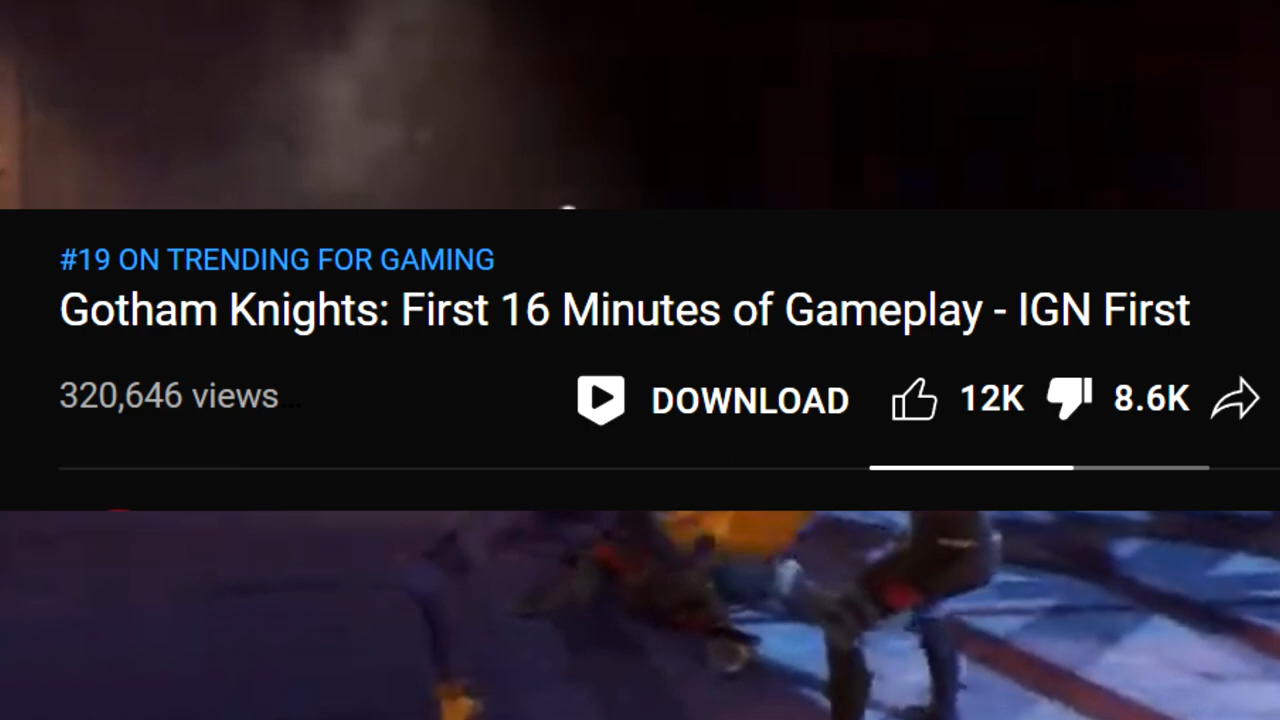 #19 ON TRENDING FOR GAMING
Gotham Knights: First 16 Minutes of Gameplay - IGN First
320,646 views... DOWNLOAD 12K 8.6K